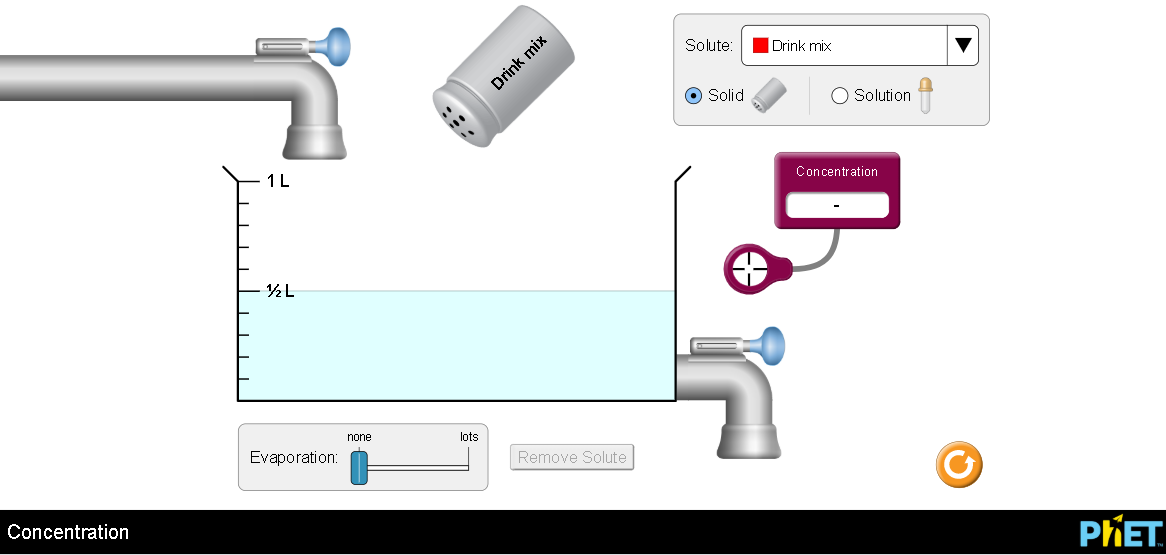 Drink mix
Solute: Drink mix
Solid
Solution
Concentration
-
1 L
½ L
none
lots
Evaporation:
Remove Solute
Concentration
PhET